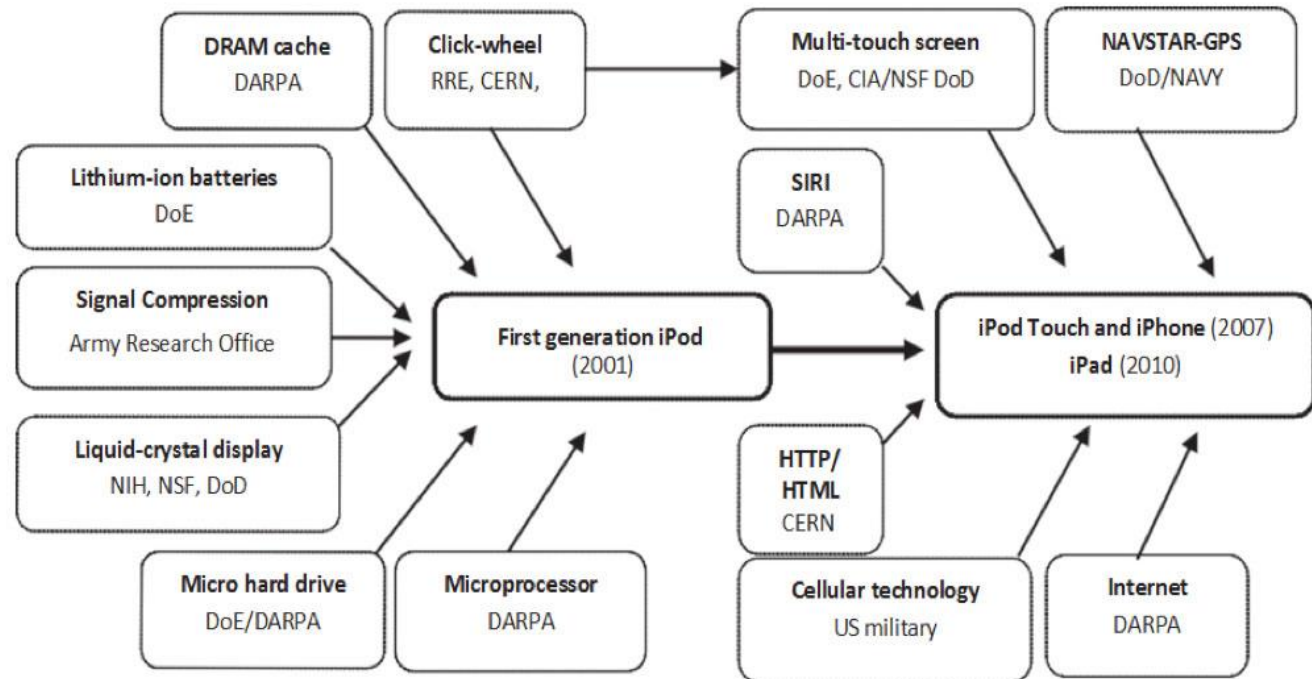 DRAM cache
DARPA
Click-wheel
RRE, CERN,
Multi-touch screen
DoE, CIA/NSF DoD
NAVSTAR-GPS
DoD/NAVY
Lithium-ion batteries
DoE
SIRI
DARPA
Signal Compression
Army Research Office
First generation iPod
(2001)
iPod Touch and iPhone (2007)
iPad (2010)
Liquid-crystal display
NIH, NSF, DoD
HTTP/
HTML
CERN
Micro hard drive
DoE/DARPA
Microprocessor
DARPA
Cellular technology
US military
Internet
DARPA